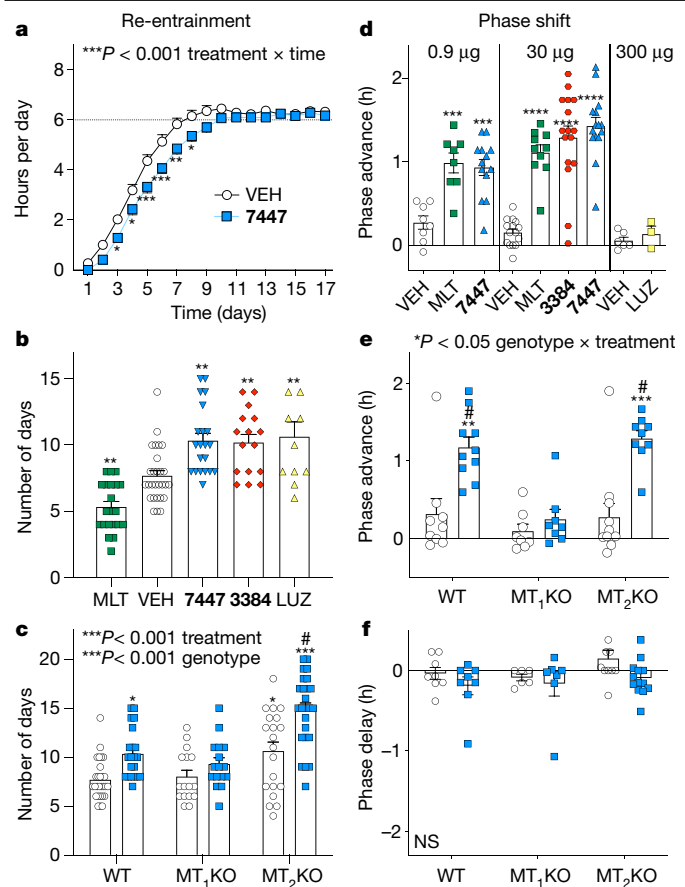 Re-entrainment
a
***P < 0.001 treatment × time
Hours per day
8
6
4
2
0
VEH
7447
***
***
**
*
*
*
1 3 5 7 9 11 13 15 17
Time (days)
b
Number of days
15
10
5
0
** ** ** **
MLT VEH 7447 3384 LUZ
c
***P< 0.001 treatment
***P< 0.001 genotype
Number of days
20
15
10
5
0
* * #
***
WT MT1KO MT2KO
Phase shift
d
0.9 µg 30 µg 300 µg
Phase advance (h)
2
1
0
*** *** **** **** ****
VEH MLT 7447 VEH MLT 3384 7447 VEH LUZ
e
*P < 0.05 genotype × treatment
Phase advance (h)
2
1
0
#
**
#
***
WT MT1KO MT2KO
f
Phase delay (h)
0
−1
−2
NS
WT MT1KO MT2KO